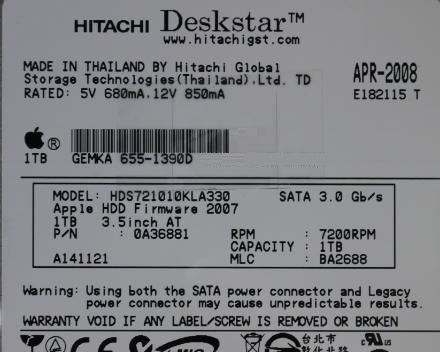 HITACHI Deskstar™
www.hitachigst.com
MADE IN THAILAND BY Hitachi Global
Storage Technologies(Thailand).Ltd. TD
RATED: 5V 680mA.12V 850mA
APR-2008
E182115 T
®
1TB GEMKA 655-1390D
MODEL: HDS721010KLA330 SATA 3.0 Gb/s
Apple HDD Firmware 2007
1TB 3.5inch AT
P/N : 0A36881 RPM : 7200RPM
CAPACITY : 1TB
A141121 MLC : BA2688
Warning: Using both the SATA power connector and Legacy
power connector may cause unpredictable results.
WARRANTY VOID IF ANY LABEL/SCREW IS REMOVED OR BROKEN
台北市